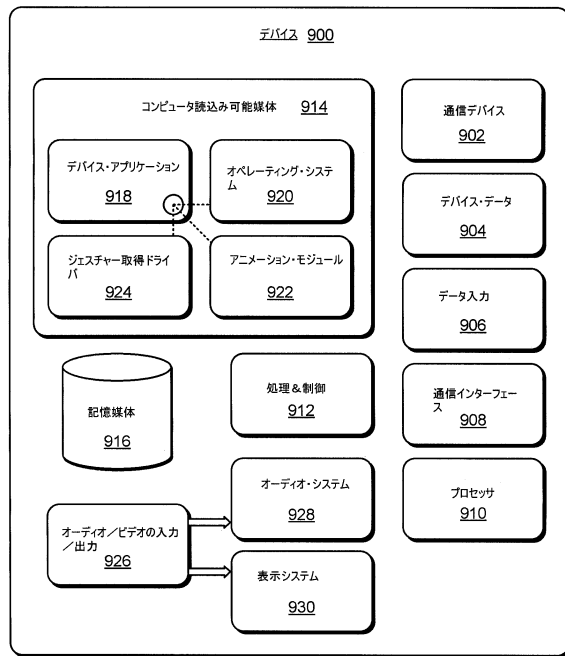 デバイス 900
コンピュータ読込み可能媒体 914
デバイス・アプリケーション
918
オペレーティング・システ
ム
920
ジェスチャー取得ドライ
バ
924
アニメーション・モジュール
922
記憶媒体
916
処理&制御
912
オーディオ/ビデオの入力
/出力
926
オーディオ・システム
928
表示システム
930
通信デバイス
902
デバイス・データ
904
データ入力
906
通信インターフェー
ス
908
プロセッサ
910